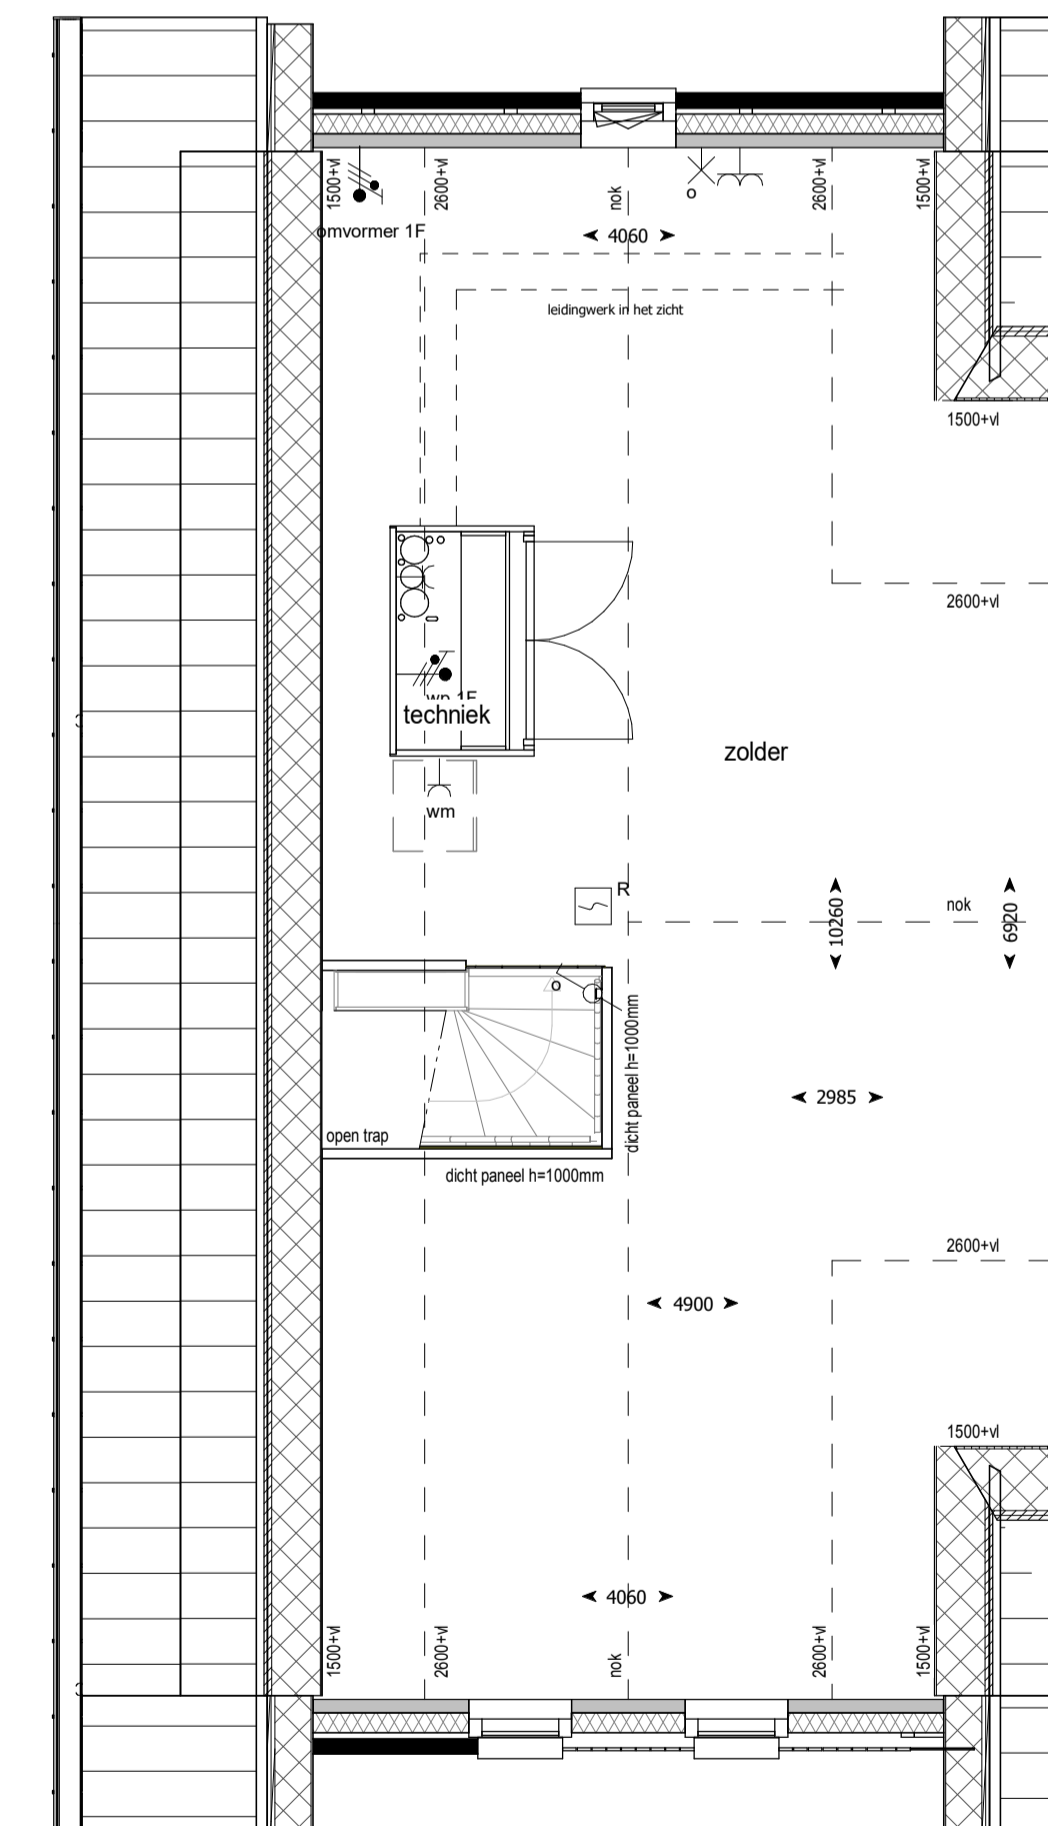 1500+vl
2600+vl
nok
o
2600+vl
1500+vl
omvormer 1F
4060
leidingwerk in het zicht
1500+vl
2600+vl
wp 1F
techniek
zolder
wm
R
10260
nok
6920
o
dicht paneel h=1000mm
2985
open trap
dicht paneel h=1000mm
2600+vl
4900
1500+vl
4060
1500+vl
2600+vl
nok
2600+vl
1500+vl